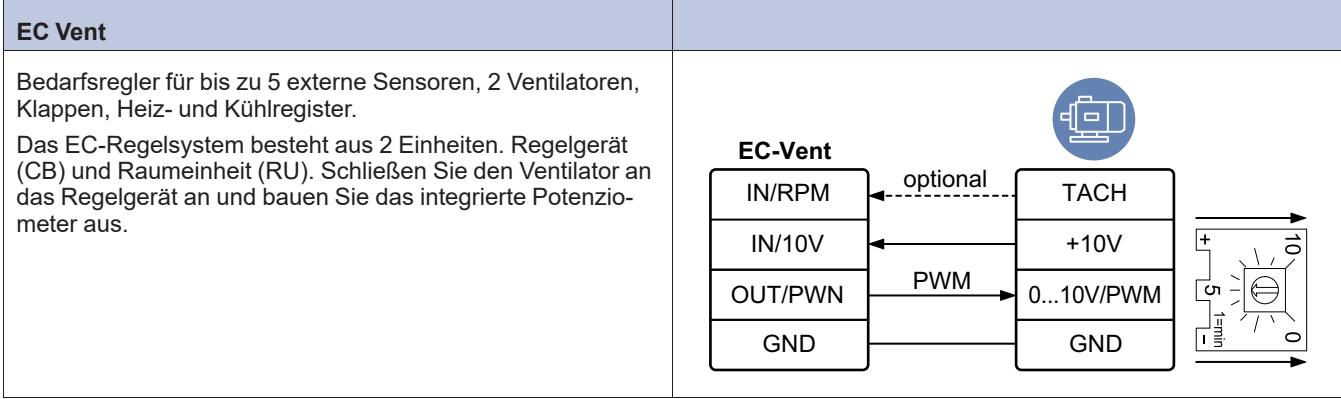 EC Vent
Bedarfsregler für bis zu 5 externe Sensoren, 2 Ventilatoren,
Klappen, Heiz- und Kühlregister.
Das EC-Regelsystem besteht aus 2 Einheiten. Regelgerät
(CB) und Raumeinheit (RU). Schließen Sie den Ventilator an
das Regelgerät an und bauen Sie das integrierte Potenzio-
meter aus.
EC-Vent
IN/RPM
optional
TACH
IN/10V
+10V
OUT/PWN
PWM
0...10V/PWM
GND
GND
+
10
5
1=min
-
0